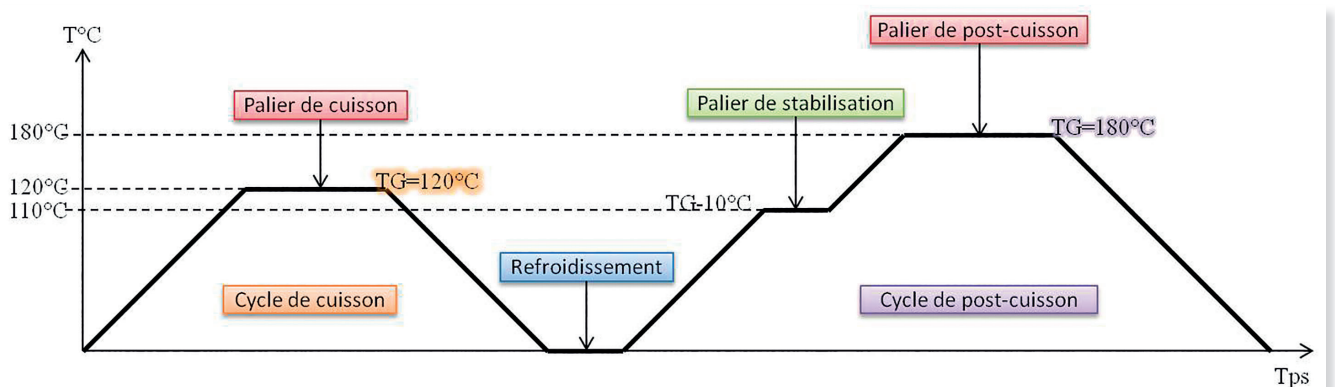 T°C
Palier de post-cuisson
Palier de cuisson
Palier de stabilisation
180°C
TG=180°C
120°C
TG=120°C
110°C
TG-10°C
Refroidissement
Cycle de cuisson
Cycle de post-cuisson
Tps